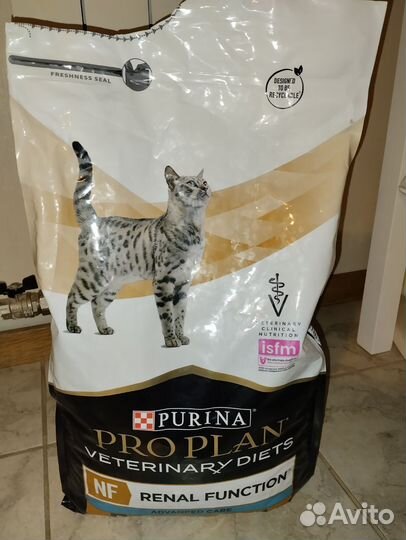 FRESHNESS SEAL
DESIGNED
TO BE
RECYCLABLE
VETERINARY
CLINICAL
NUTRITION
isfm
PURINA
PRO PLAN
VETERINARY DIETS
NF RENAL FUNCTION
ADVANCED CARE
Avito